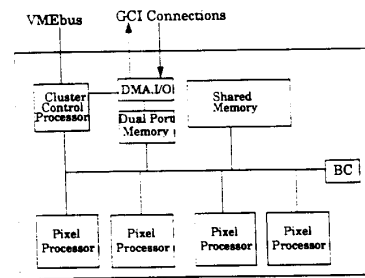 VMEbus
GCI Connections
Cluster
Control
Processor
DMA.I/O
Dual Port
Memory
Shared
Memory
BC
Pixel
Processor
Pixel
Processor
Pixel
Processor
Pixel
Processor